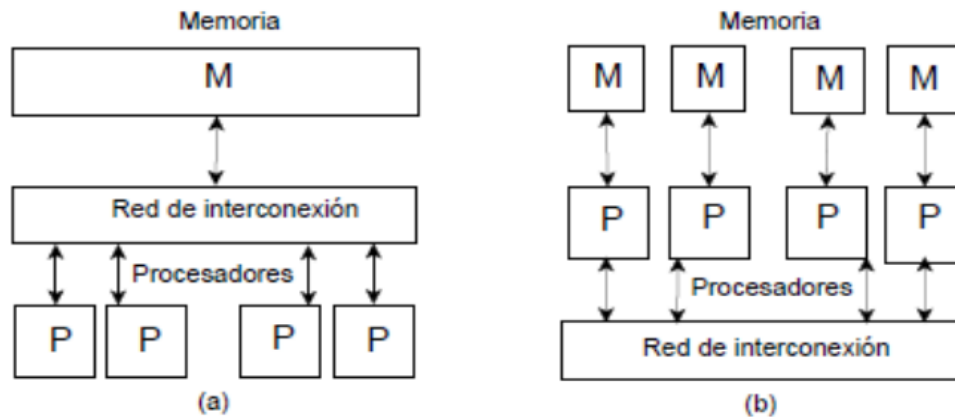 Memoria
M
Red de interconexión
Procesadores
P P P P
(a)
Memoria
M M M M
P P P P
Procesadores
Red de interconexión
(b)